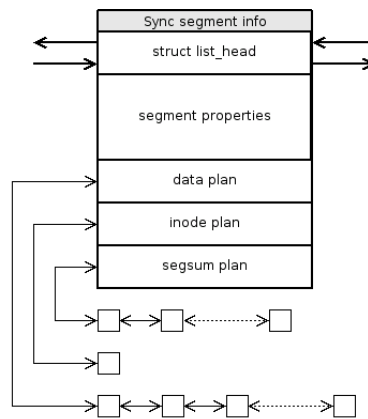 Sync segment info
struct list_head
segment properties
data plan
inode plan
segsum plan